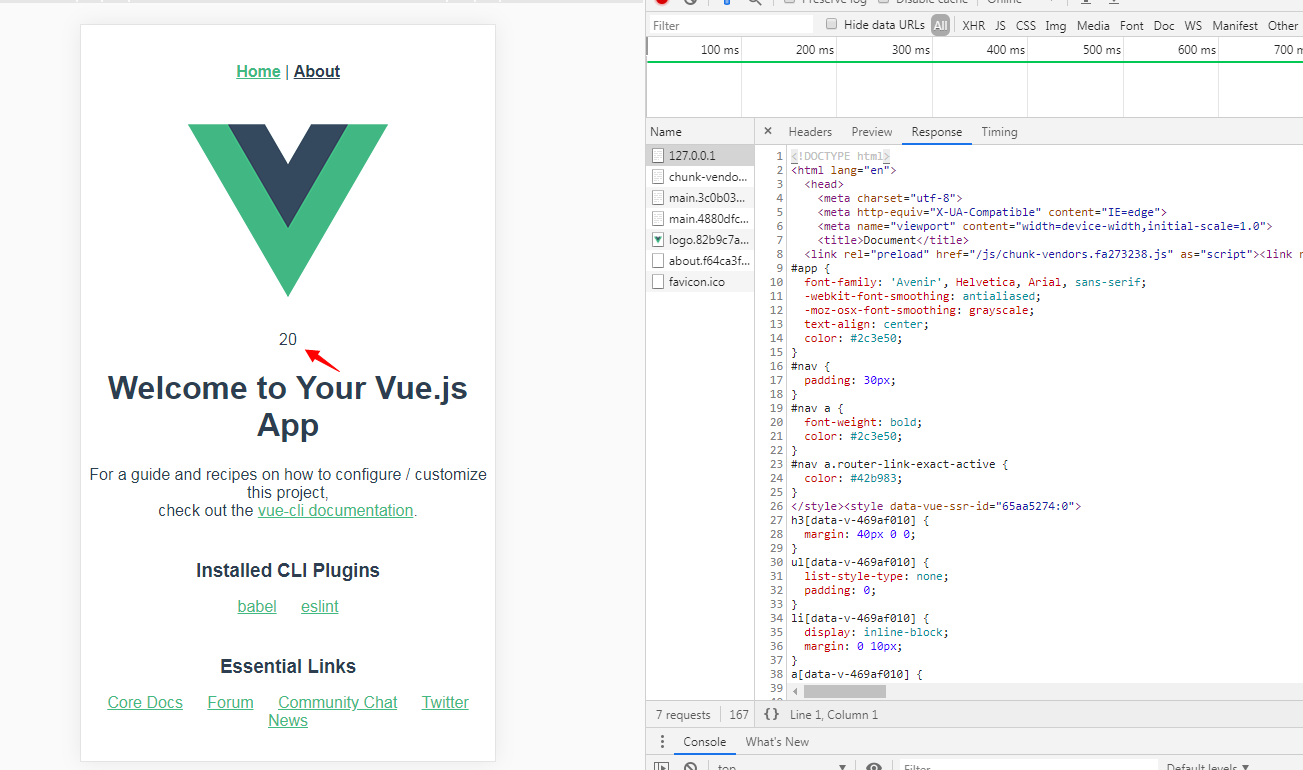 Home | About
20
Welcome to Your Vue.js
App
For a guide and recipes on how to configure / customize
this project,
check out the vue-cli documentation.
Installed CLI Plugins
babel eslint
Essential Links
Core Docs Forum Community Chat Twitter
News
Preserve log Disable cache Online
Filter Hide data URLs All XHR JS CSS Img Media Font Doc WS Manifest Other
100 ms 200 ms 300 ms 400 ms 500 ms 600 ms 700 m
Name
127.0.0.1
chunk-vendo...
main.3c0b03...
main.4880dfc...
logo.82b9c7a...
about.f64ca3f...
favicon.ico
× Headers Preview Response Timing
1 <!DOCTYPE html>
2 <html lang="en">
3 <head>
4 <meta charset="utf-8">
5 <meta http-equiv="X-UA-Compatible" content="IE=edge">
6 <meta name="viewport" content="width=device-width,initial-scale=1.0">
7 <title>Document</title>
8 <link rel="preload" href="/js/chunk-vendors.fa273238.js" as="script"><link r
9 #app {
10 font-family: 'Avenir', Helvetica, Arial, sans-serif;
11 -webkit-font-smoothing: antialiased;
12 -moz-osx-font-smoothing: grayscale;
13 text-align: center;
14 color: #2c3e50;
15 }
16 #nav {
17 padding: 30px;
18 }
19 #nav a {
20 font-weight: bold;
21 color: #2c3e50;
22 }
23 #nav a.router-link-exact-active {
24 color: #42b983;
25 }
26 </style><style data-vue-ssr-id="65aa5274:0">
27 h3[data-v-469af010] {
28 margin: 40px 0 0;
29 }
30 ul[data-v-469af010] {
31 list-style-type: none;
32 padding: 0;
33 }
34 li[data-v-469af010] {
35 display: inline-block;
36 margin: 0 10px;
37 }
38 a[data-v-469af010] {
39
7 requests 167 {} Line 1, Column 1
Console What's New
top Filter Default levels ▼